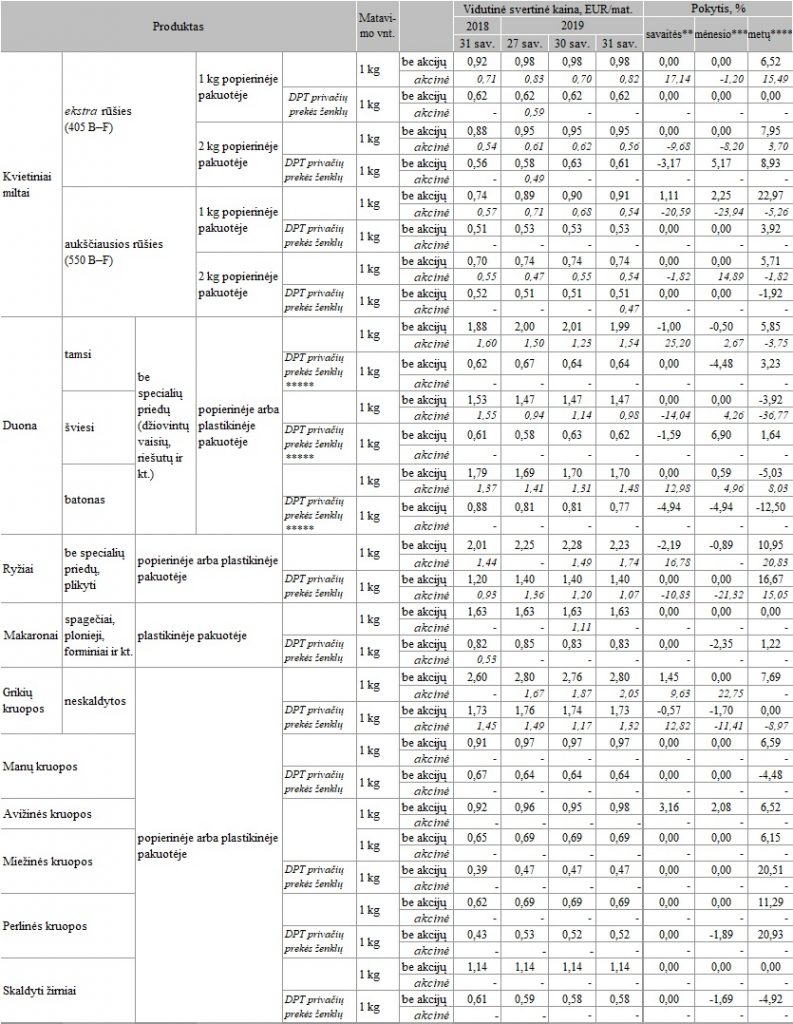 Produktas Matavi- Vidutinė svertinė kaina, EUR/mat. Pokytis, %
mo vnt. 2018 2019 savaitės** mėnesio*** metų****
31 sav. 27 sav. 30 sav. 31 sav.
Kvietiniai miltai ekstra rūšies (405 B–F) 1 kg popierinėje pakuotėje 1 kg be akcijų 0,92 0,98 0,98 0,98 0,00 0,00 6,52
akcinė 0,71 0,83 0,70 0,82 17,14 -1,20 15,49
DPT privačių prekės ženklų 1 kg be akcijų 0,62 0,62 0,62 0,62 0,00 0,00 0,00
akcinė - 0,59 - - - - -
2 kg popierinėje pakuotėje 1 kg be akcijų 0,88 0,95 0,95 0,95 0,00 0,00 7,95
akcinė 0,54 0,61 0,62 0,56 -9,68 -8,20 3,70
DPT privačių prekės ženklų 1 kg be akcijų 0,56 0,58 0,63 0,61 -3,17 5,17 8,93
akcinė - 0,49 - - - - -
aukščiausios rūšies (550 B–F) 1 kg popierinėje pakuotėje 1 kg be akcijų 0,74 0,89 0,90 0,91 1,11 2,25 22,97
akcinė 0,57 0,71 0,68 0,54 -20,59 -23,94 -5,26
DPT privačių prekės ženklų 1 kg be akcijų 0,51 0,53 0,53 0,53 0,00 0,00 3,92
akcinė - - - - - - -
2 kg popierinėje pakuotėje 1 kg be akcijų 0,70 0,74 0,74 0,74 0,00 0,00 5,71
akcinė 0,55 0,47 0,55 0,54 -1,82 14,89 -1,82
DPT privačių prekės ženklų 1 kg be akcijų 0,52 0,51 0,51 0,51 0,00 0,00 -1,92
akcinė - - - 0,47 - - -
Duona tamsi be specialių priedų (džiovintų vaisių, riešutų ir kt.) popierinėje arba plastikinėje pakuotėje 1 kg be akcijų 1,88 2,00 2,01 1,99 -1,00 -0,50 5,85
akcinė 1,60 1,50 1,23 1,54 25,20 2,67 -3,75
DPT privačių prekės ženklų ***** 1 kg be akcijų 0,62 0,67 0,64 0,64 0,00 -4,48 3,23
akcinė - - - - - - -
šviesi 1 kg be akcijų 1,53 1,47 1,47 1,47 0,00 0,00 -3,92
akcinė 1,55 0,94 1,14 0,98 -14,04 4,26 -36,77
DPT privačių prekės ženklų ***** 1 kg be akcijų 0,61 0,58 0,63 0,62 -1,59 6,90 1,64
akcinė - - - - - - -
batonas 1 kg be akcijų 1,79 1,69 1,70 1,70 0,00 0,59 -5,03
akcinė 1,37 1,41 1,31 1,48 12,98 4,96 8,03
DPT privačių prekės ženklų ***** 1 kg be akcijų 0,88 0,81 0,81 0,77 -4,94 -4,94 -12,50
akcinė - - - - - - -
Ryžiai be specialių priedų, plikyti popierinėje arba plastikinėje pakuotėje 1 kg be akcijų 2,01 2,25 2,28 2,23 -2,19 -0,89 10,95
akcinė 1,44 - 1,49 1,74 16,78 - 20,83
DPT privačių prekės ženklų 1 kg be akcijų 1,20 1,40 1,40 1,40 0,00 0,00 16,67
akcinė 0,93 1,36 1,20 1,07 -10,83 -21,32 15,05
Makaronai spagečiai, plonieji, forminiai ir kt. plastikinėje pakuotėje 1 kg be akcijų 1,63 1,63 1,63 1,63 0,00 0,00 0,00
akcinė - - 1,11 - - - -
DPT privačių prekės ženklų 1 kg be akcijų 0,82 0,85 0,83 0,83 0,00 -2,35 1,22
akcinė 0,53 - - - - - -
Grikių kruopos neskaldytos popierinėje arba plastikinėje pakuotėje 1 kg be akcijų 2,60 2,80 2,76 2,80 1,45 0,00 7,69
akcinė - 1,67 1,87 2,05 9,63 22,75 -
DPT privačių prekės ženklų 1 kg be akcijų 1,73 1,76 1,74 1,73 -0,57 -1,70 0,00
akcinė 1,45 1,49 1,17 1,32 12,82 -11,41 -8,97
Manų kruopos 1 kg be akcijų 0,91 0,97 0,97 0,97 0,00 0,00 6,59
akcinė - - - - - - -
DPT privačių prekės ženklų 1 kg be akcijų 0,67 0,64 0,64 0,64 0,00 0,00 -4,48
akcinė - - - - - - -
Avižinės kruopos 1 kg be akcijų 0,92 0,96 0,95 0,98 3,16 2,08 6,52
akcinė - - - - - - -
Miežinės kruopos 1 kg be akcijų 0,65 0,69 0,69 0,69 0,00 0,00 6,15
akcinė - - - - - - -
DPT privačių prekės ženklų 1 kg be akcijų 0,39 0,47 0,47 0,47 0,00 0,00 20,51
akcinė - - - - - - -
Perlinės kruopos 1 kg be akcijų 0,62 0,69 0,69 0,69 0,00 0,00 11,29
akcinė - - - - - - -
DPT privačių prekės ženklų 1 kg be akcijų 0,43 0,53 0,52 0,52 0,00 -1,89 20,93
akcinė - - - - - - -
Skaldyti žirniai 1 kg be akcijų 1,14 1,14 1,14 1,14 0,00 0,00 0,00
akcinė - - - - - - -
DPT privačių prekės ženklų 1 kg be akcijų 0,61 0,59 0,58 0,58 0,00 -1,69 -4,92
akcinė - - - - - - -